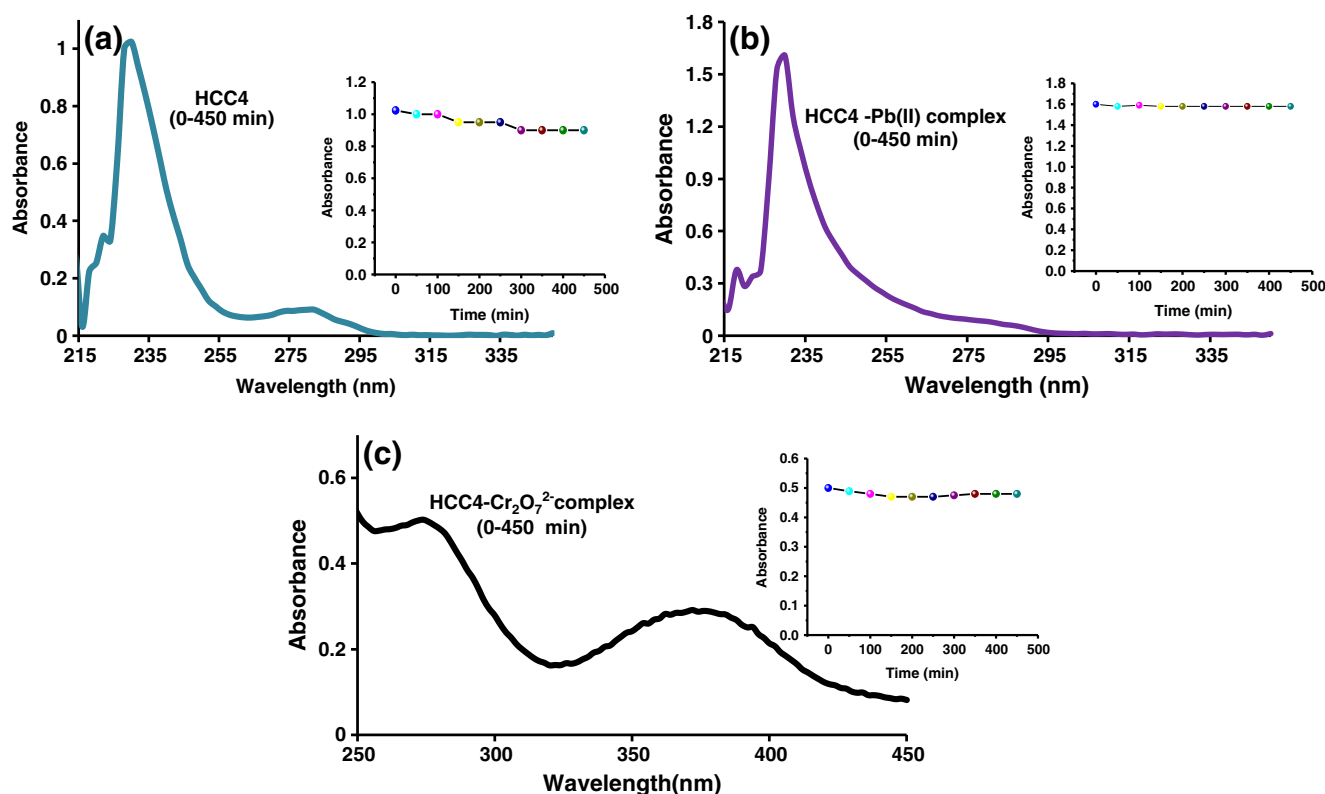 (a)
HCC4
(0-450 min)
Absorbance
1
0.8
0.6
0.4
0.2
0
215 235 255 275 295 315 335
Wavelength (nm)
Absorbance
1.2
1.0
0.8
0.6
0.4
0.2
0.0
0 100 200 300 400 500
Time (min)
(b)
HCC4 -Pb(II) complex
(0-450 min)
Absorbance
1.8
1.5
1.2
0.9
0.6
0.3
0
215 235 255 275 295 315 335
Wavelength (nm)
Absorbance
1.8
1.6
1.4
1.2
1.0
0.8
0.6
0.4
0.2
0.0
0 100 200 300 400 500
Time (min)
(c)
HCC4-Cr₂O₇²⁻complex
(0-450 min)
Absorbance
0.6
0.4
0.2
0
250 300 350 400 450
Wavelength(nm)
Absorbance
0.6
0.5
0.4
0.3
0.2
0.1
0.0
0 100 200 300 400 500
Time (min)